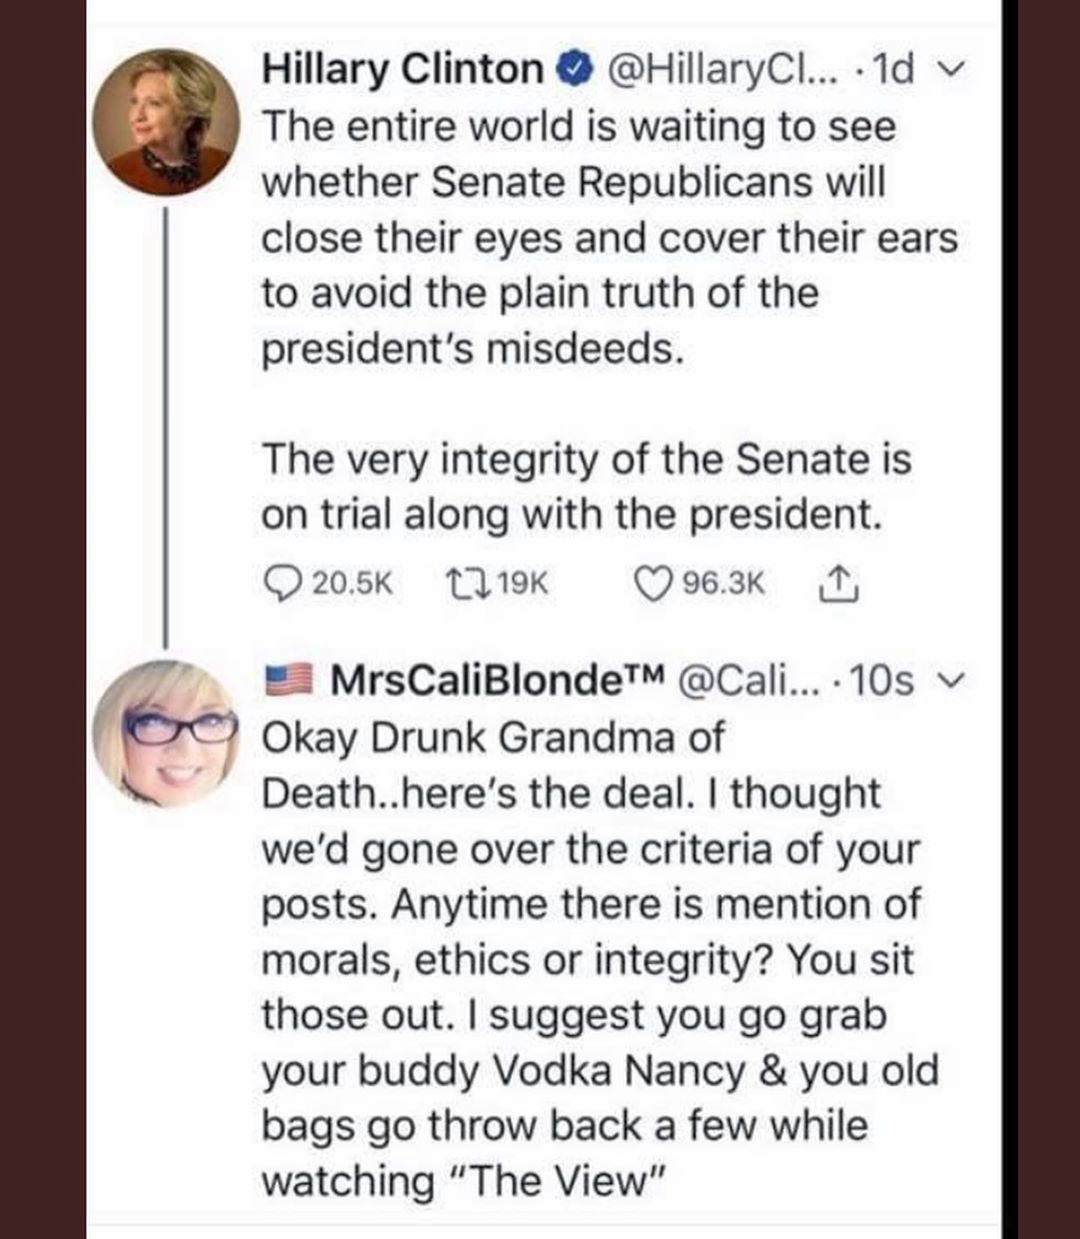 Hillary Clinton @HillaryCl... · 1d
The entire world is waiting to see
whether Senate Republicans will
close their eyes and cover their ears
to avoid the plain truth of the
president's misdeeds.
The very integrity of the Senate is
on trial along with the president.
20.5K 19K 96.3K
🇺🇸 MrsCaliBlonde™ @Cali... · 10s
Okay Drunk Grandma of
Death..here's the deal. I thought
we'd gone over the criteria of your
posts. Anytime there is mention of
morals, ethics or integrity? You sit
those out. I suggest you go grab
your buddy Vodka Nancy & you old
bags go throw back a few while
watching "The View"